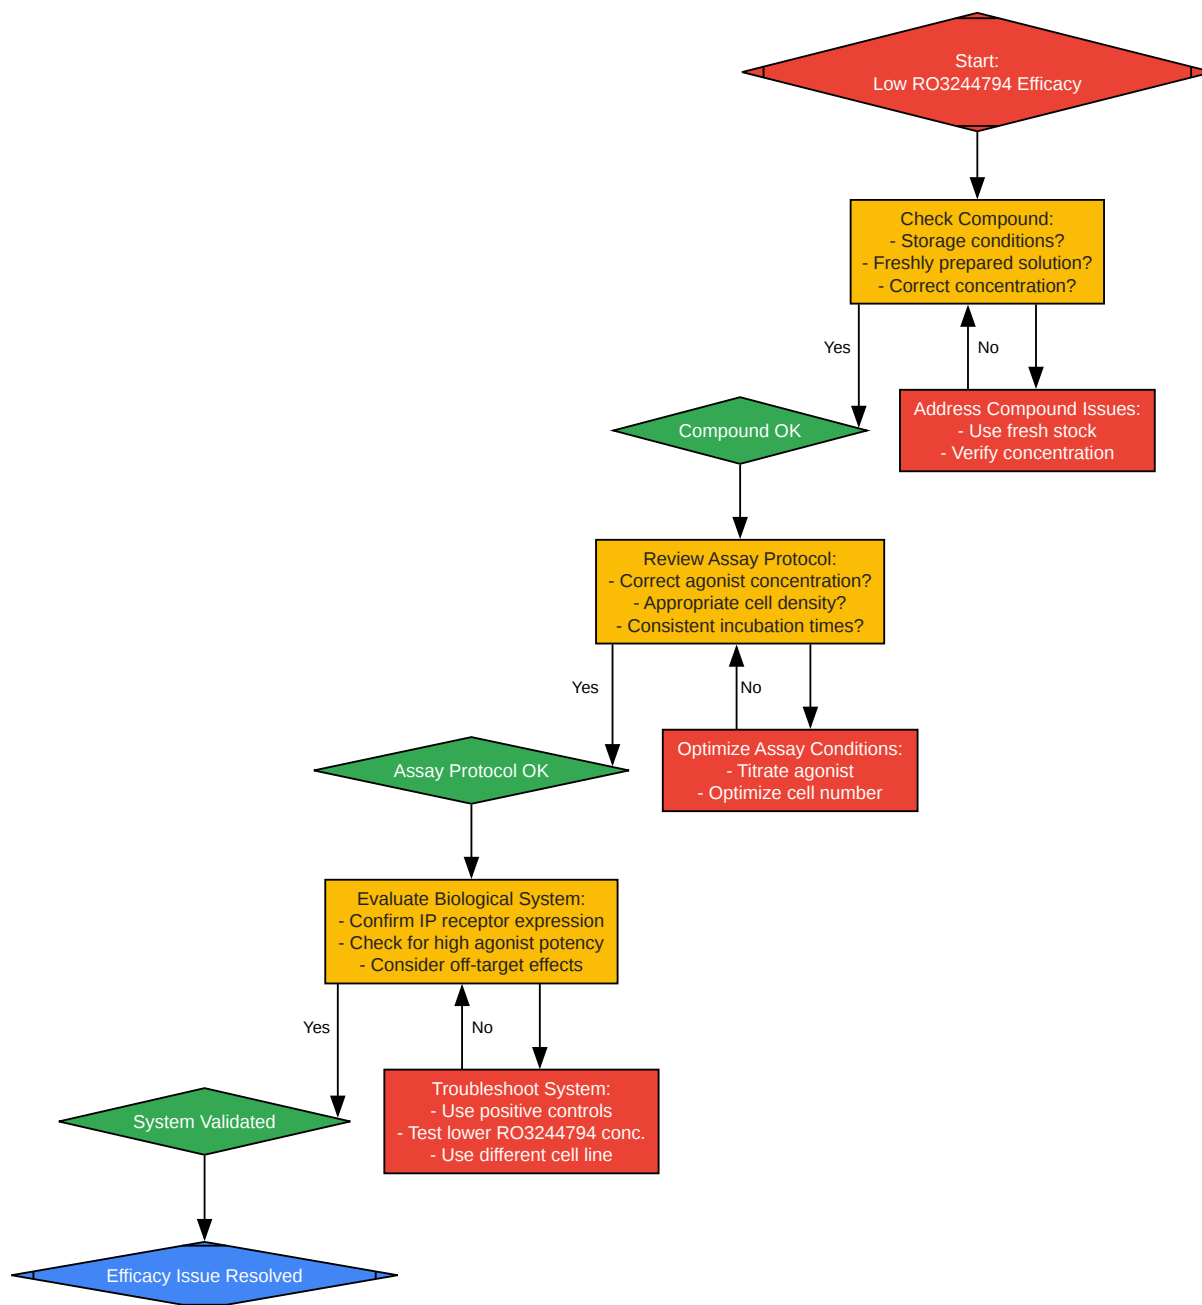 Start:
Low RO3244794 Efficacy
Check Compound:
- Storage conditions?
- Freshly prepared solution?
- Correct concentration?
Yes
No
Address Compound Issues:
- Use fresh stock
- Verify concentration
Compound OK
Review Assay Protocol:
- Correct agonist concentration?
- Appropriate cell density?
- Consistent incubation times?
Yes
No
Optimize Assay Conditions:
- Titrate agonist
- Optimize cell number
Assay Protocol OK
Evaluate Biological System:
- Confirm IP receptor expression
- Check for high agonist potency
- Consider off-target effects
Yes
No
Troubleshoot System:
- Use positive controls
- Test lower RO3244794 conc.
- Use different cell line
System Validated
Efficacy Issue Resolved